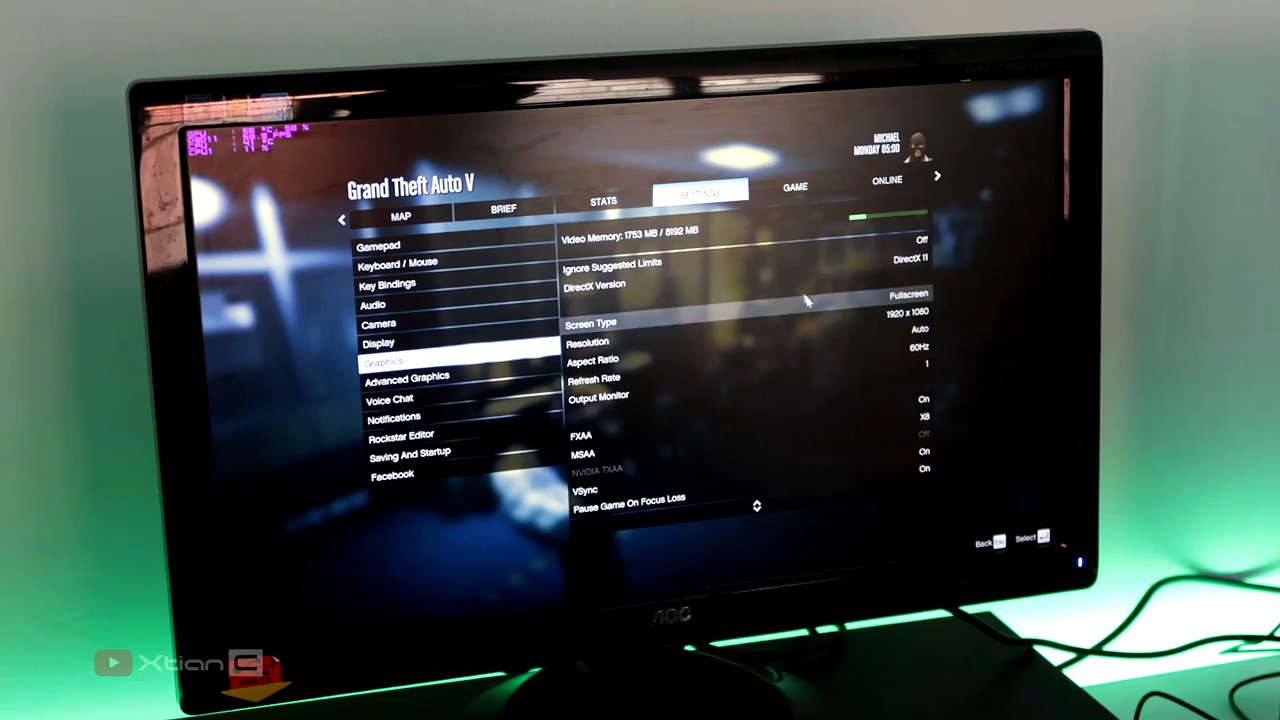 MICHAEL
MONDAY 05:00
Grand Theft Auto V
MAP
BRIEF
STATS
SETTINGS
GAME
ONLINE
Gamepad
Keyboard / Mouse
Key Bindings
Audio
Camera
Display
Graphics
Advanced Graphics
Voice Chat
Notifications
Rockstar Editor
Saving And Startup
Facebook
Video Memory: 1753 MB / 8192 MB
Ignore Suggested Limits Off
DirectX Version DirectX 11
Screen Type Fullscreen
Resolution 1920 x 1080
Aspect Ratio Auto
Refresh Rate 60Hz
Output Monitor 1
FXAA On
MSAA X8
NVIDIA TXAA Off
VSync On
Pause Game On Focus Loss On
Back Esc Select
AOC
Xtian C